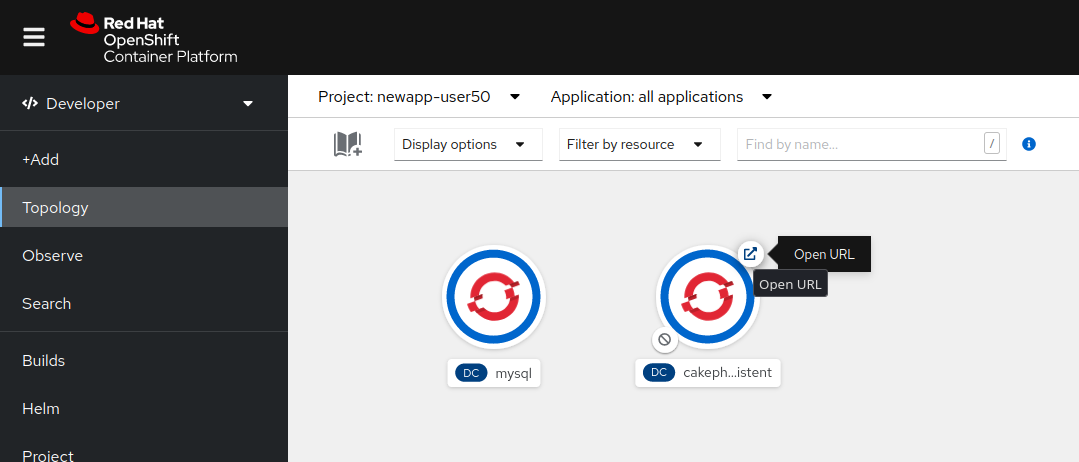 Red Hat
OpenShift
Container Platform
Developer
Project: newapp-user50
Application: all applications
+Add
Display options
Filter by resource
Find by name...
/
Topology
Observe
Open URL
Open URL
Search
Builds
DC mysql
DC cakeph...istent
Helm
Project